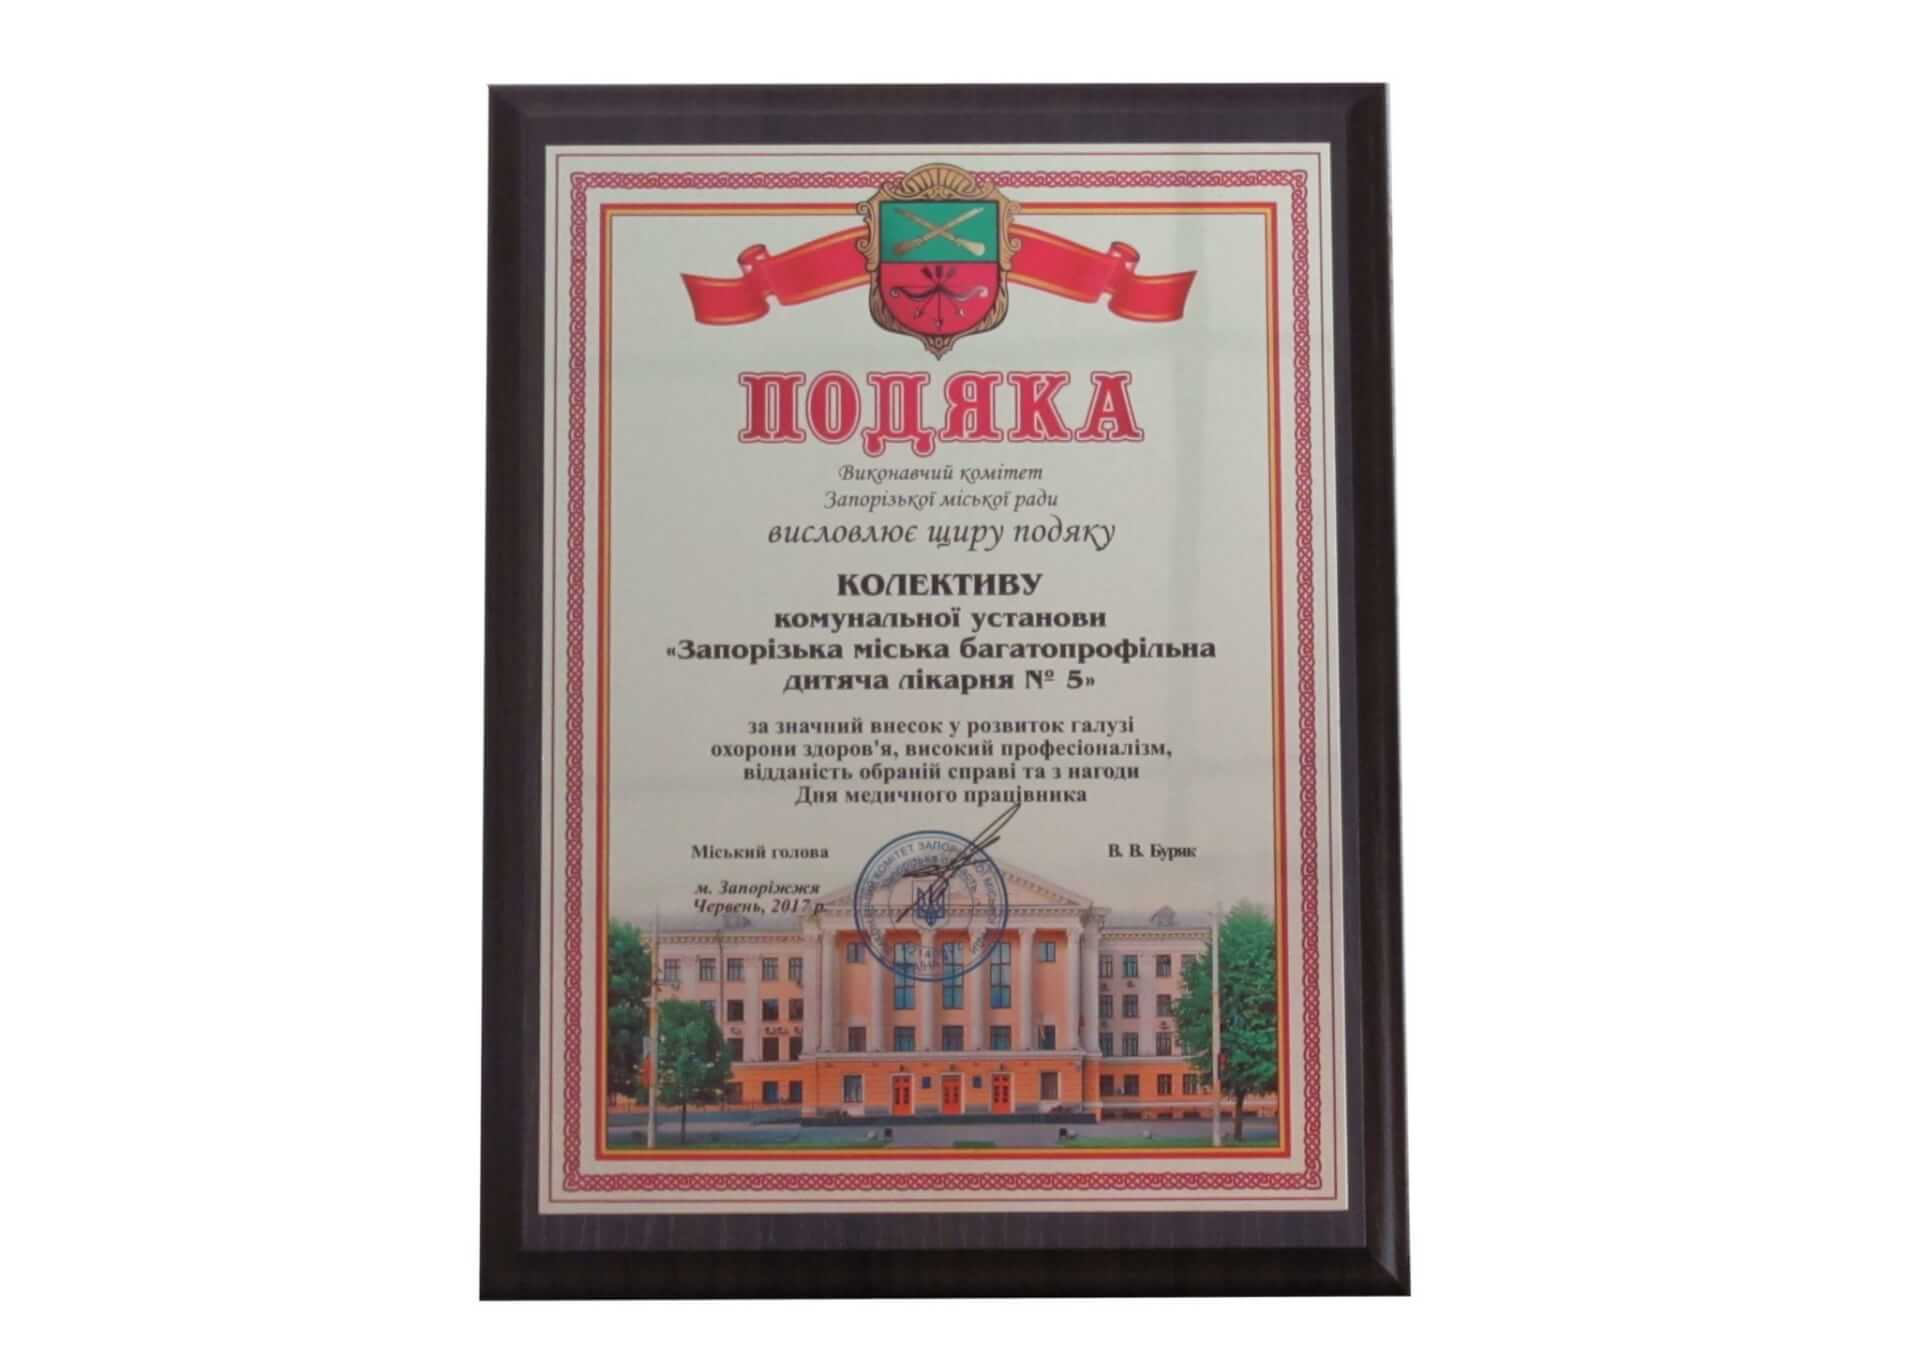 ПОДЯКА
Виконавчий комітет
Запорізької міської ради
висловлює щиру подяку
КОЛЕКТИВУ
комунальної установи
«Запорізька міська багатопрофільна
дитяча лікарня № 5»
за значний внесок у розвиток галузі
охорони здоров'я, високий професіоналізм,
відданість обраній справі та з нагоди
Дня медичного працівника
Міський голова
В. В. Буряк
м. Запоріжжя
Червень, 2017 р.